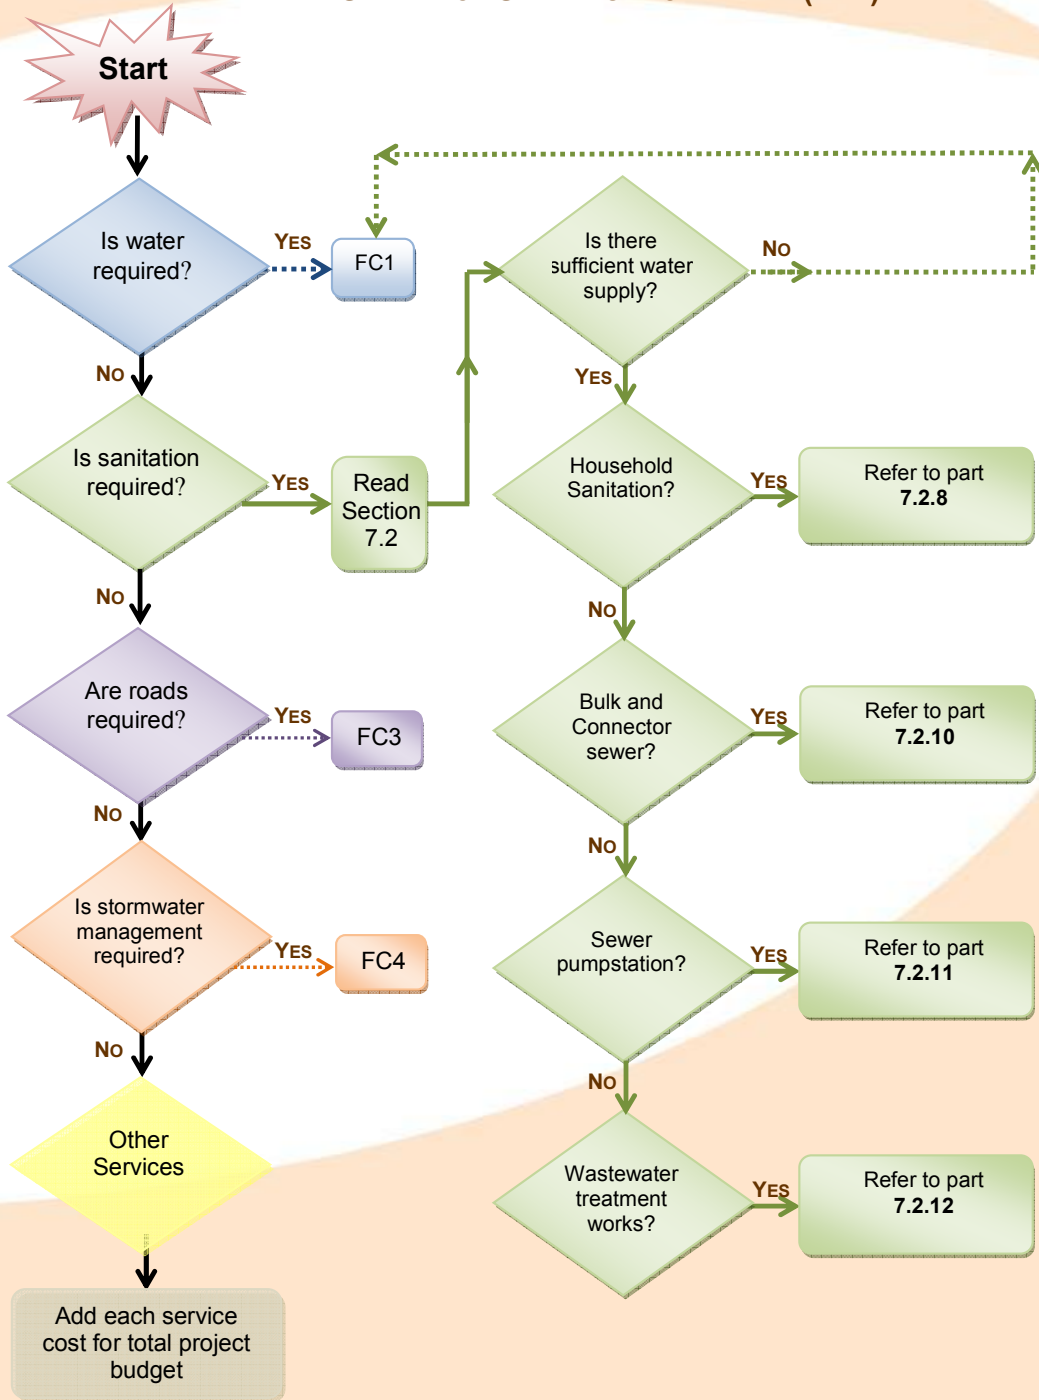 Start
Is water
required?
YES
FC1
NO
Is sanitation
required?
YES
Read
Section
7.2
NO
Are roads
required?
YES
FC3
NO
Is stormwater
management
required?
YES
FC4
NO
Other
Services
Add each service
cost for total project
budget
Is there
sufficient water
supply?
NO
YES
Household
Sanitation?
YES
Refer to part
7.2.8
NO
Bulk and
Connector
sewer?
YES
Refer to part
7.2.10
NO
Sewer
pumpstation?
YES
Refer to part
7.2.11
NO
Wastewater
treatment
works?
YES
Refer to part
7.2.12